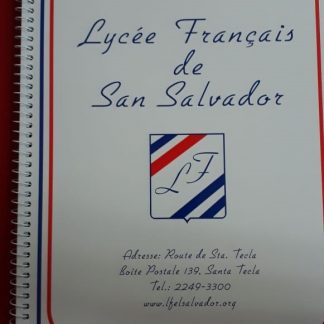 Lycée Français
de
San Salvador
LF
Adresse: Route de Sta. Tecla
Boîte Postale 139, Santa Tecla
Tel.: 2249-3300
www.lfelsalvador.org